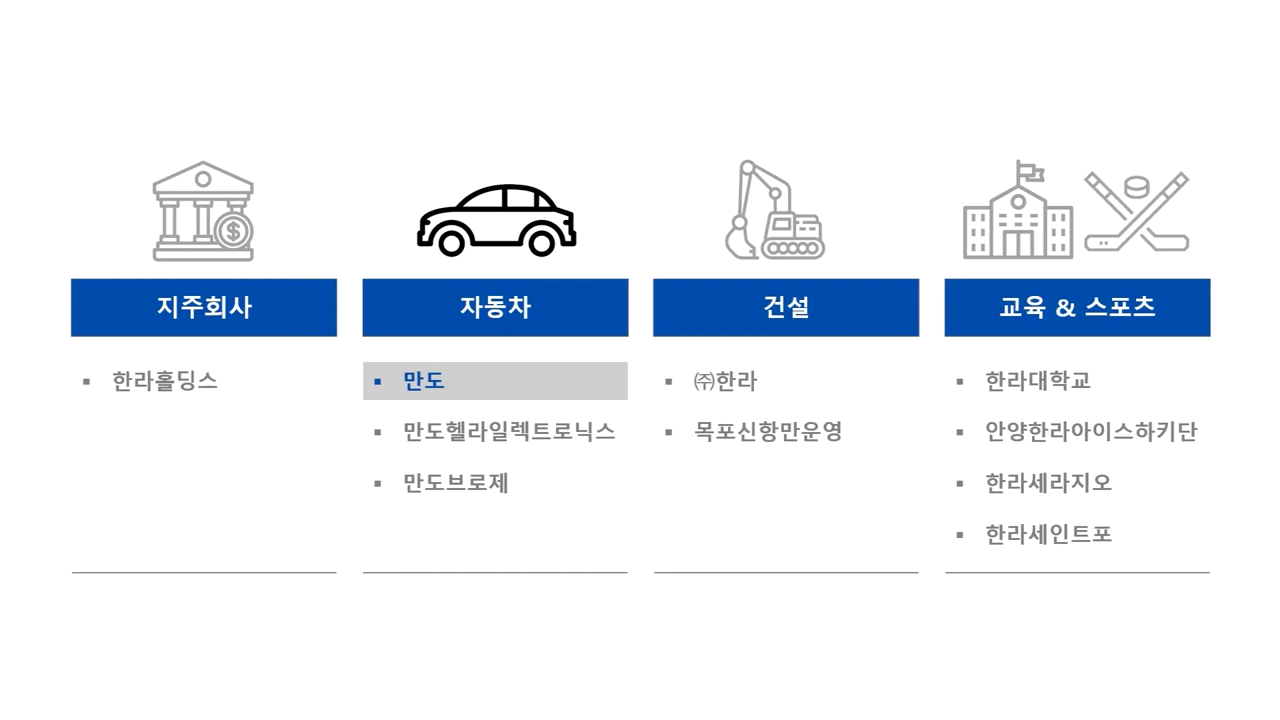 지주회사
▪ 한라홀딩스
자동차
▪ 만도
▪ 만도헬라일렉트로닉스
▪ 만도브로제
건설
▪ ㈜한라
▪ 목포신항만운영
교육 & 스포츠
▪ 한라대학교
▪ 안양한라아이스하키단
▪ 한라세라지오
▪ 한라세인트포
$